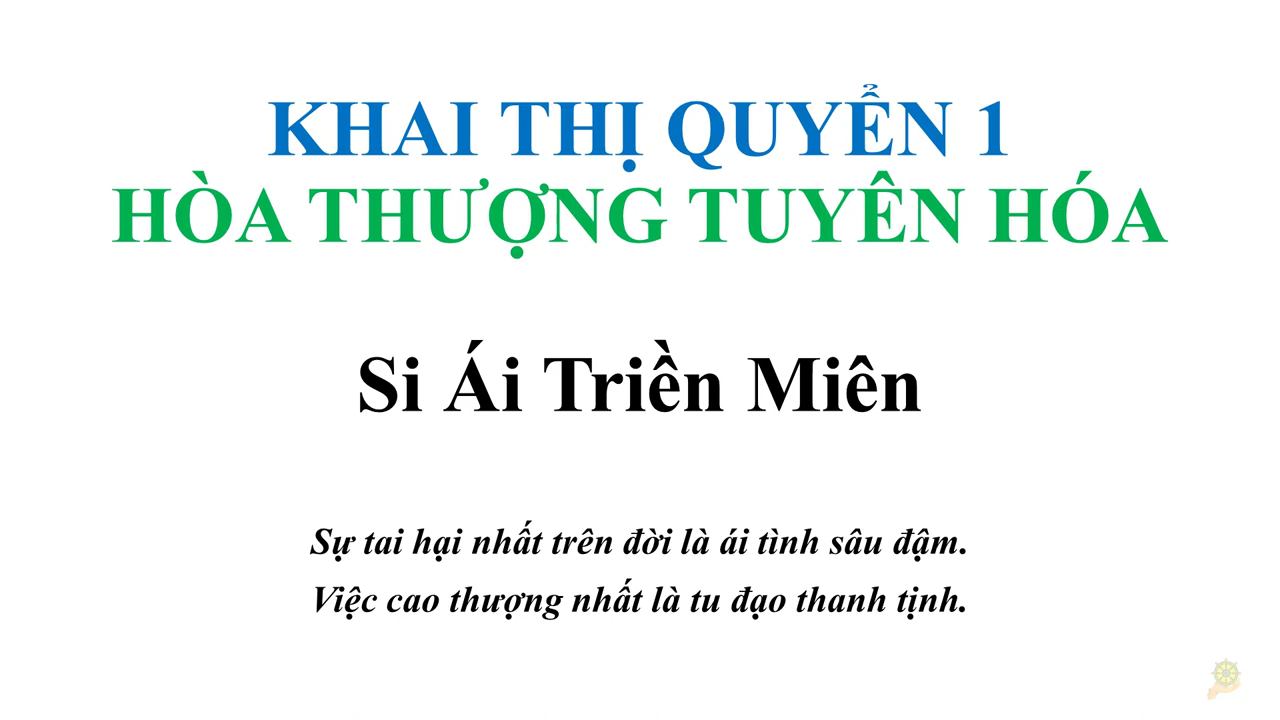 KHAI THỊ QUYỂN 1
HÒA THƯỢNG TUYÊN HÓA
Si Ái Triền Miên
Sự tai hại nhất trên đời là ái tình sâu đậm.
Việc cao thượng nhất là tu đạo thanh tịnh.